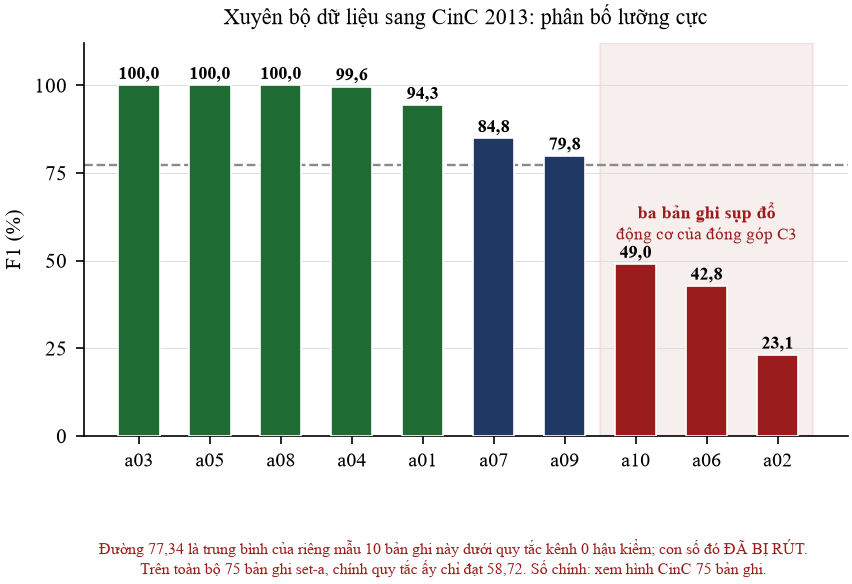 Xuyên bộ dữ liệu sang CinC 2013: phân bố lưỡng cực
F1 (%)
100
75
50
25
0
100,0
100,0
100,0
99,6
94,3
84,8
79,8
ba bản ghi sụp đổ
động cơ của đóng góp C3
49,0
42,8
23,1
a03
a05
a08
a04
a01
a07
a09
a10
a06
a02
Đường 77,34 là trung bình của riêng mẫu 10 bản ghi này dưới quy tắc kênh 0 hậu kiểm; con số đó ĐÃ BỊ RÚT.
Trên toàn bộ 75 bản ghi set-a, chính quy tắc ấy chỉ đạt 58,72. Số chính: xem hình CinC 75 bản ghi.